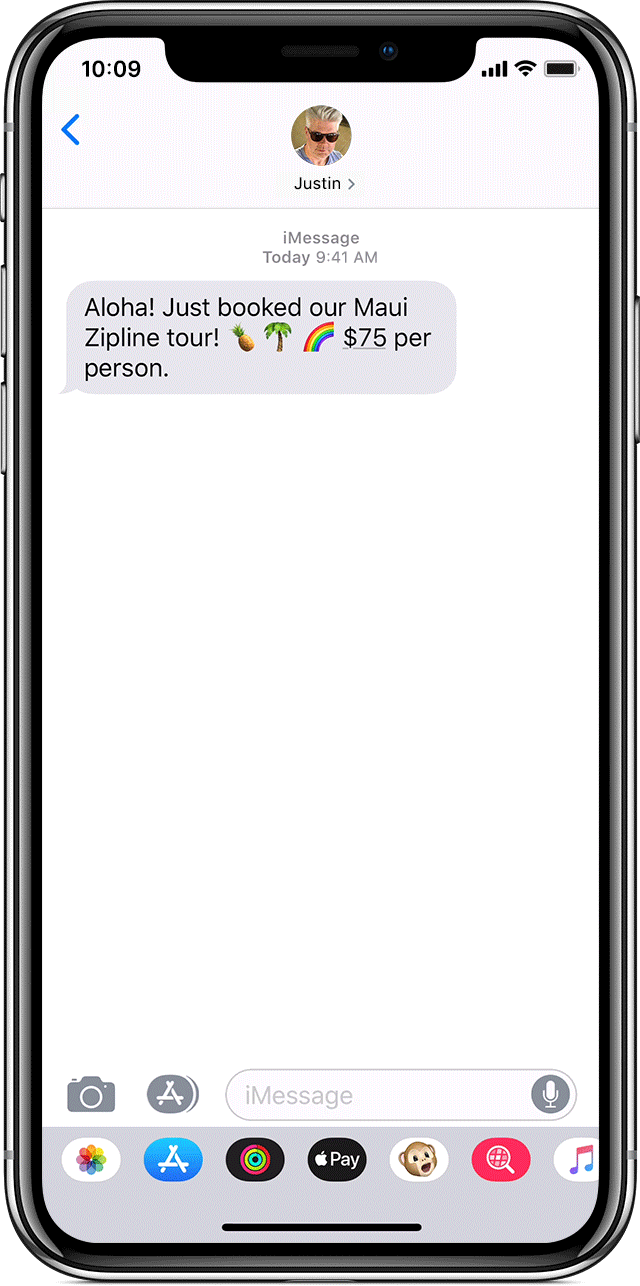 10:09
Justin >
iMessage
Today 9:41 AM
Aloha! Just booked our Maui
Zipline tour! 🍍 🌴 🌈 $75 per
person.
iMessage
Pay